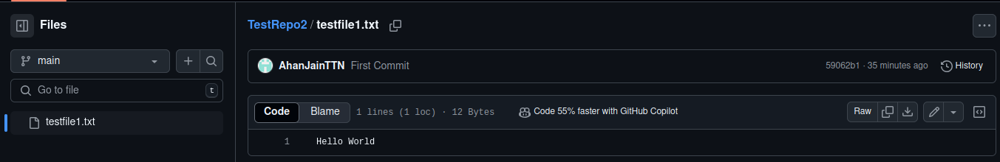 Files
main
Go to file
t
testfile1.txt
TestRepo2 / testfile1.txt
AhanJainTTN First Commit
59062b1 · 35 minutes ago
History
Code
Blame
1 lines (1 loc) · 12 Bytes
Code 55% faster with GitHub Copilot
Raw
1 Hello World